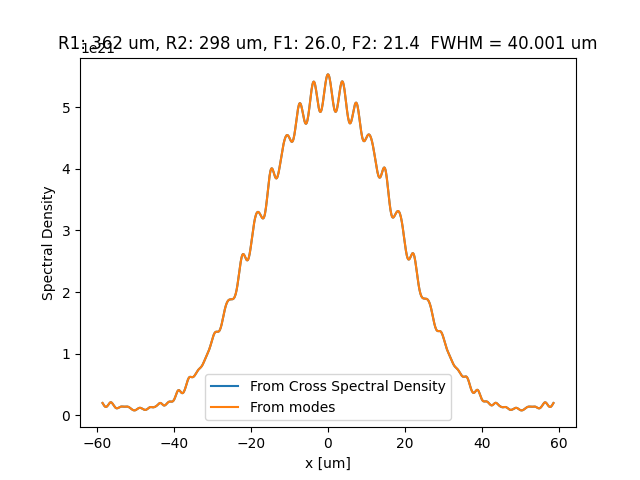 R1: 362 um, R2: 298 um, F1: 26.0, F2: 21.4  FWHM = 40.001 um
1e21
5
4
3
2
1
0
Spectral Density
From Cross Spectral Density
From modes
−60 −40 −20 0 20 40 60
x [um]